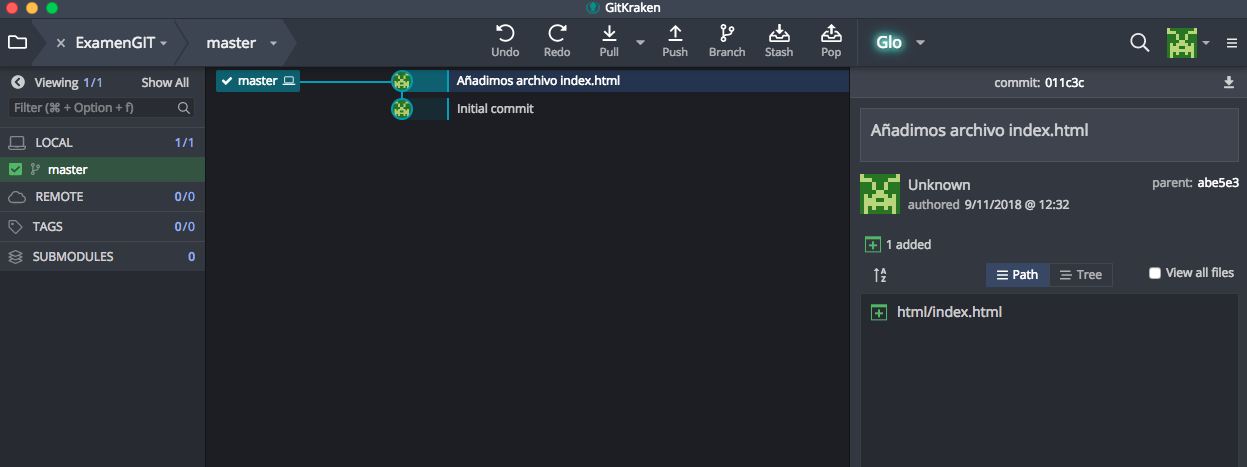 GitKraken
ExamenGIT
master
Undo
Redo
Pull
Push
Branch
Stash
Pop
Glo
Viewing 1/1
Show All
Filter (⌘ + Option + f)
LOCAL
1/1
master
REMOTE
0/0
TAGS
0/0
SUBMODULES
0
master
Añadimos archivo index.html
Initial commit
commit: 011c3c
Añadimos archivo index.html
Unknown
parent: abe5e3
authored 9/11/2018 @ 12:32
1 added
A
Z
Path
Tree
View all files
html/index.html